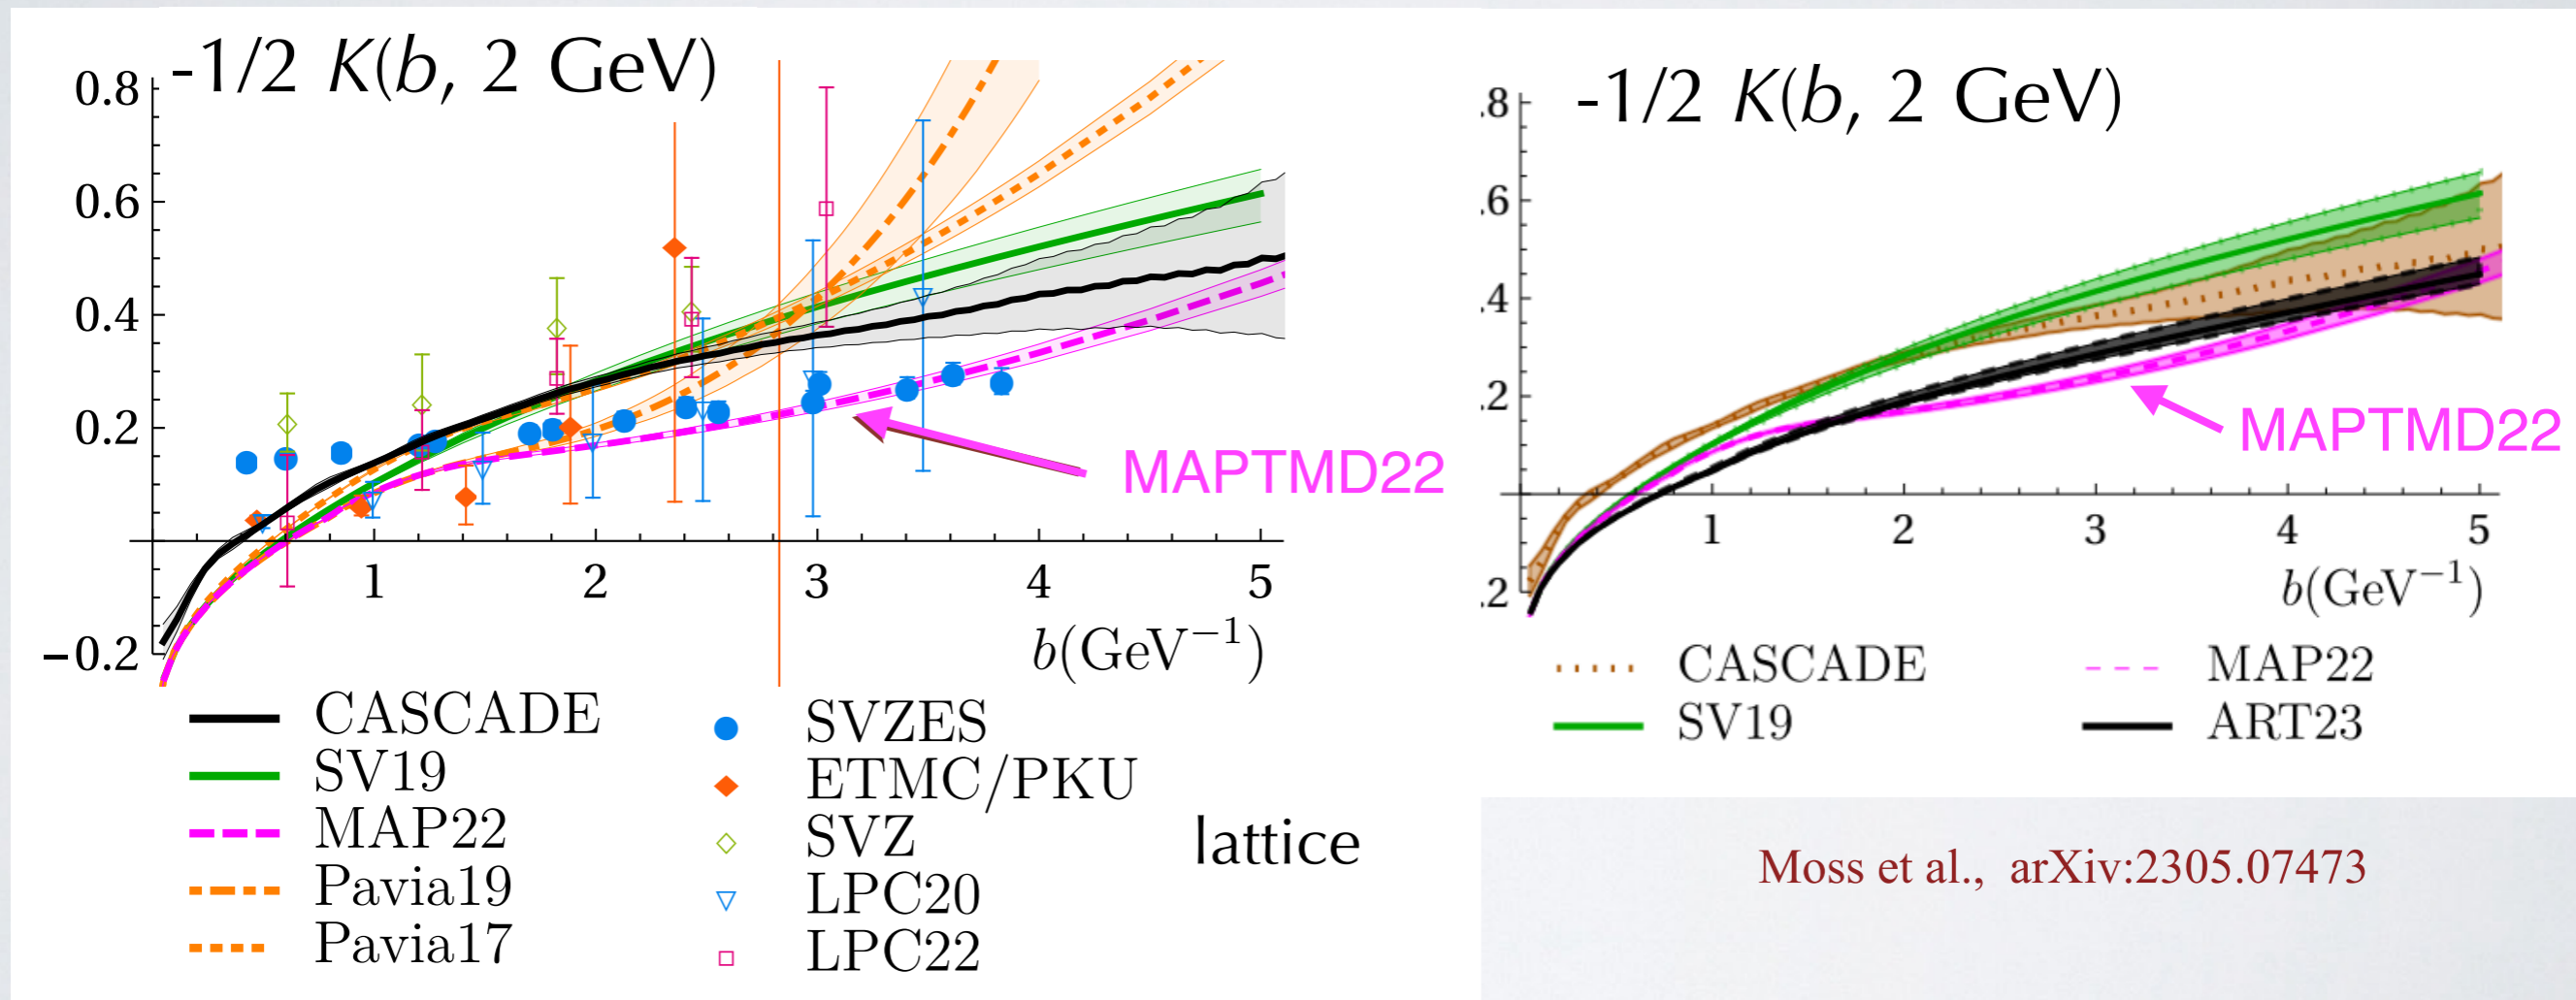 -1/2 K(b, 2 GeV)
0.8
0.6
0.4
0.2
−0.2
1 2 3 4 5
b(GeV−1)
MAPTMD22
CASCADE
SV19
MAP22
Pavia19
Pavia17
SVZES
ETMC/PKU
SVZ
LPC20
LPC22
lattice
-1/2 K(b, 2 GeV)
.8
.6
.4
.2
.2
1 2 3 4 5
b(GeV−1)
MAPTMD22
CASCADE
SV19
MAP22
ART23
Moss et al., arXiv:2305.07473